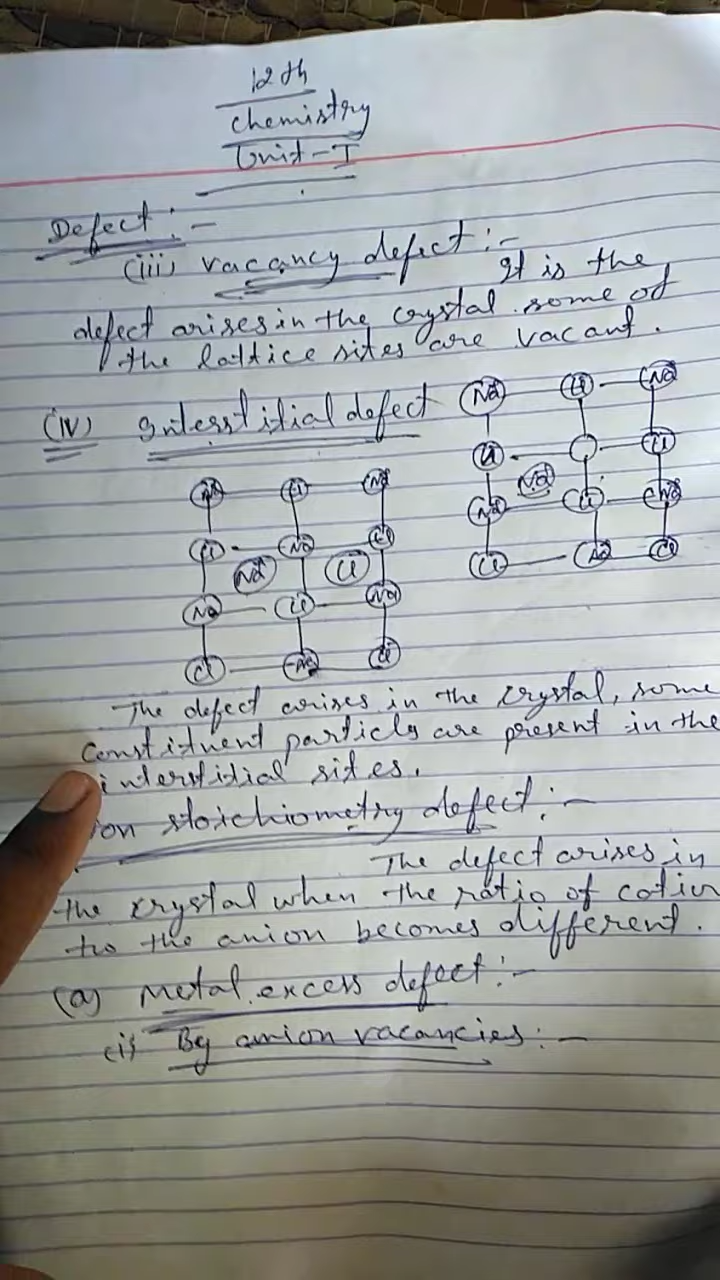 12th
Chemistry
Unit-I
Defect:-
(iii) vacancy defect:-
It is the
defect arises in the crystal some of
the lattice sites are vacant.
(iv) Interstitial defect
Na Cl Na
Cl Cl
Na
Na Cl Na
Cl Na Cl
Na Cl Na
Cl Na Cl
Na Cl
Na Cl Na
Cl Na Cl
The defect arises in the crystal, some
constituent particls are present in the
interstitial sites.
on stoichiometry defect:-
The defect arises in
the crystal when the ratio of cation
to the anion becomes different.
(a) Metal excess defect:-
(i) By anion vacancies:-